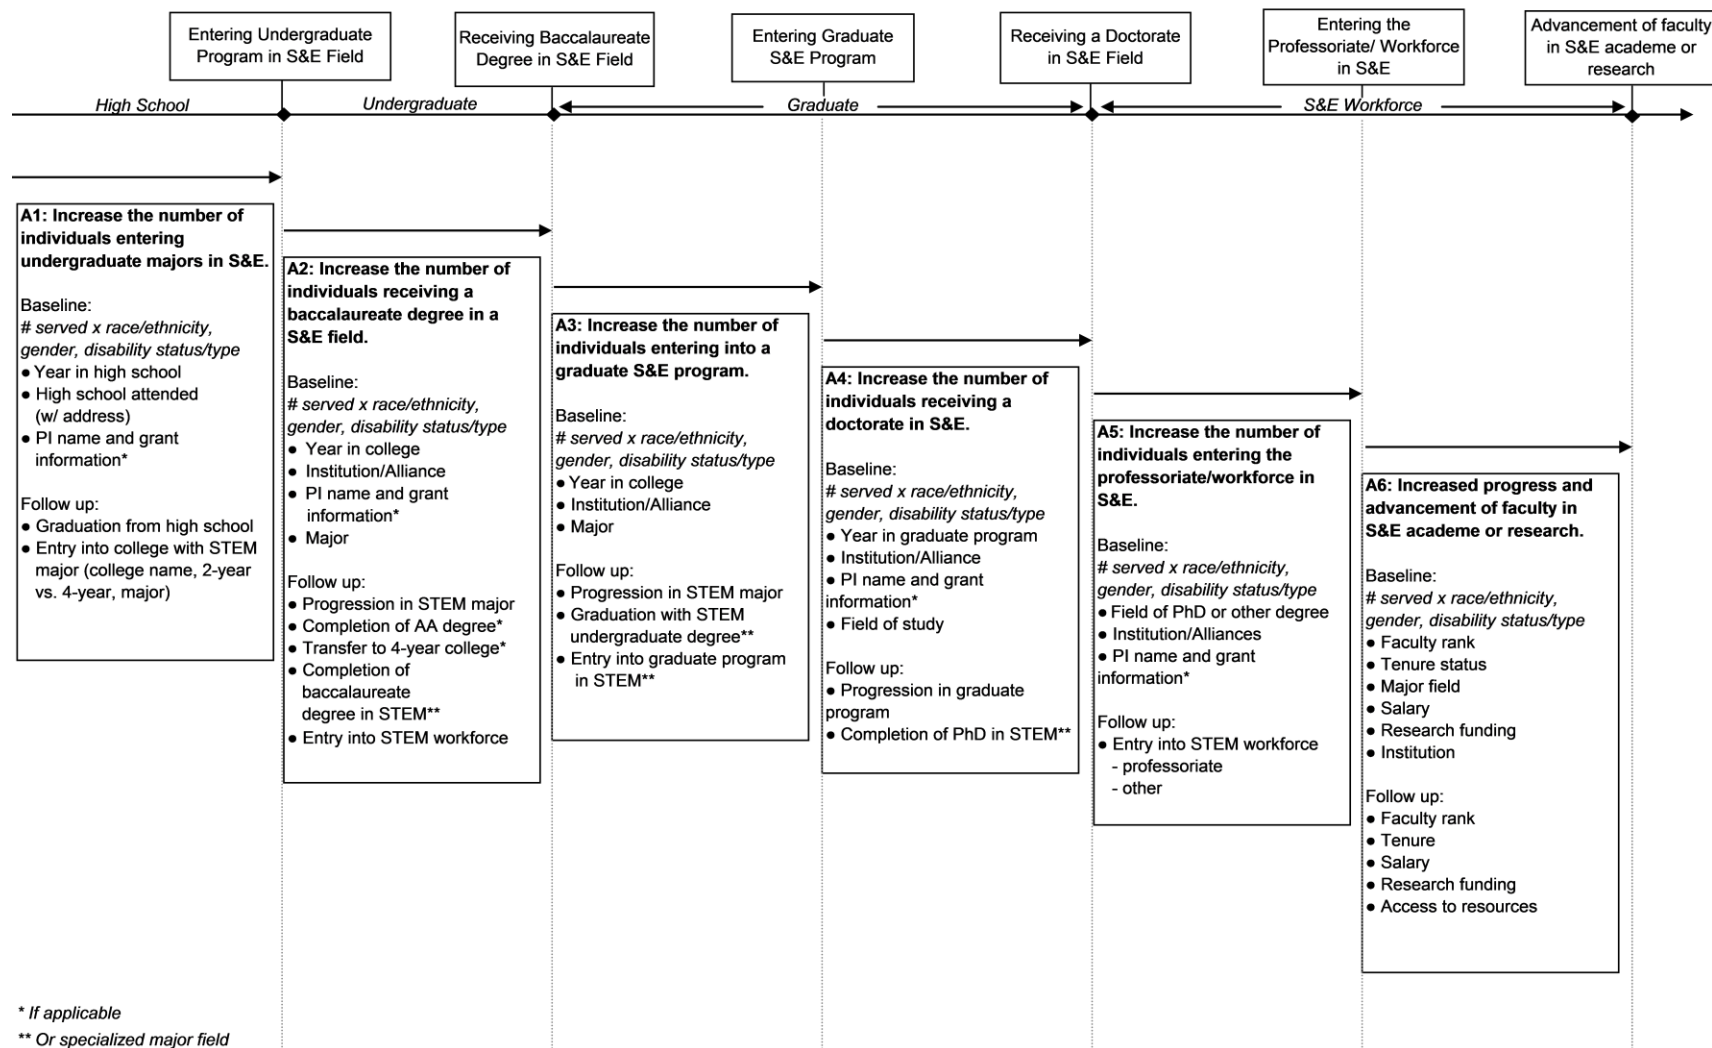 Entering Undergraduate
Program in S&E Field
Receiving Baccalaureate
Degree in S&E Field
Entering Graduate
S&E Program
Receiving a Doctorate
in S&E Field
Entering the
Professoriate/ Workforce
in S&E
Advancement of faculty
in S&E academe or
research
High School
Undergraduate
Graduate
S&E Workforce
A1: Increase the number of
individuals entering
undergraduate majors in S&E.
Baseline:
# served x race/ethnicity,
gender, disability status/type
● Year in high school
● High school attended
(w/ address)
● PI name and grant
information*
Follow up:
● Graduation from high school
● Entry into college with STEM
major (college name, 2-year
vs. 4-year, major)
A2: Increase the number of
individuals receiving a
baccalaureate degree in a
S&E field.
Baseline:
# served x race/ethnicity,
gender, disability status/type
● Year in college
● Institution/Alliance
● PI name and grant
information*
● Major
Follow up:
● Progression in STEM major
● Completion of AA degree*
● Transfer to 4-year college*
● Completion of
baccalaureate
degree in STEM**
● Entry into STEM workforce
A3: Increase the number of
individuals entering into a
graduate S&E program.
Baseline:
# served x race/ethnicity,
gender, disability status/type
● Year in college
● Institution/Alliance
● Major
Follow up:
● Progression in STEM major
● Graduation with STEM
undergraduate degree**
● Entry into graduate program
in STEM**
A4: Increase the number of
individuals receiving a
doctorate in S&E.
Baseline:
# served x race/ethnicity,
gender, disability status/type
● Year in graduate program
● Institution/Alliance
● PI name and grant
information*
● Field of study
Follow up:
● Progression in graduate
program
● Completion of PhD in STEM**
A5: Increase the number of
individuals entering the
professoriate/workforce in
S&E.
Baseline:
# served x race/ethnicity,
gender, disability status/type
● Field of PhD or other degree
● Institution/Alliances
● PI name and grant
information*
Follow up:
● Entry into STEM workforce
- professoriate
- other
A6: Increased progress and
advancement of faculty in
S&E academe or research.
Baseline:
# served x race/ethnicity,
gender, disability status/type
● Faculty rank
● Tenure status
● Major field
● Salary
● Research funding
● Institution
Follow up:
● Faculty rank
● Tenure
● Salary
● Research funding
● Access to resources
* If applicable
** Or specialized major field